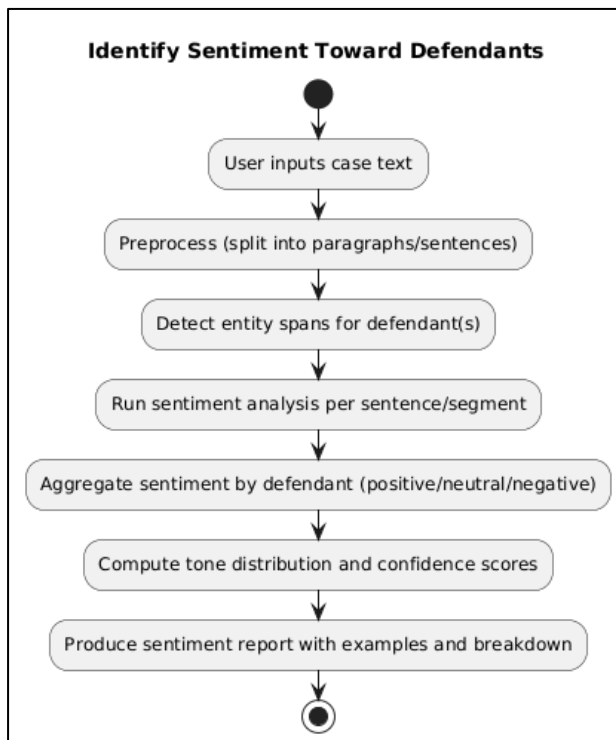 Identify Sentiment Toward Defendants
User inputs case text
Preprocess (split into paragraphs/sentences)
Detect entity spans for defendant(s)
Run sentiment analysis per sentence/segment
Aggregate sentiment by defendant (positive/neutral/negative)
Compute tone distribution and confidence scores
Produce sentiment report with examples and breakdown